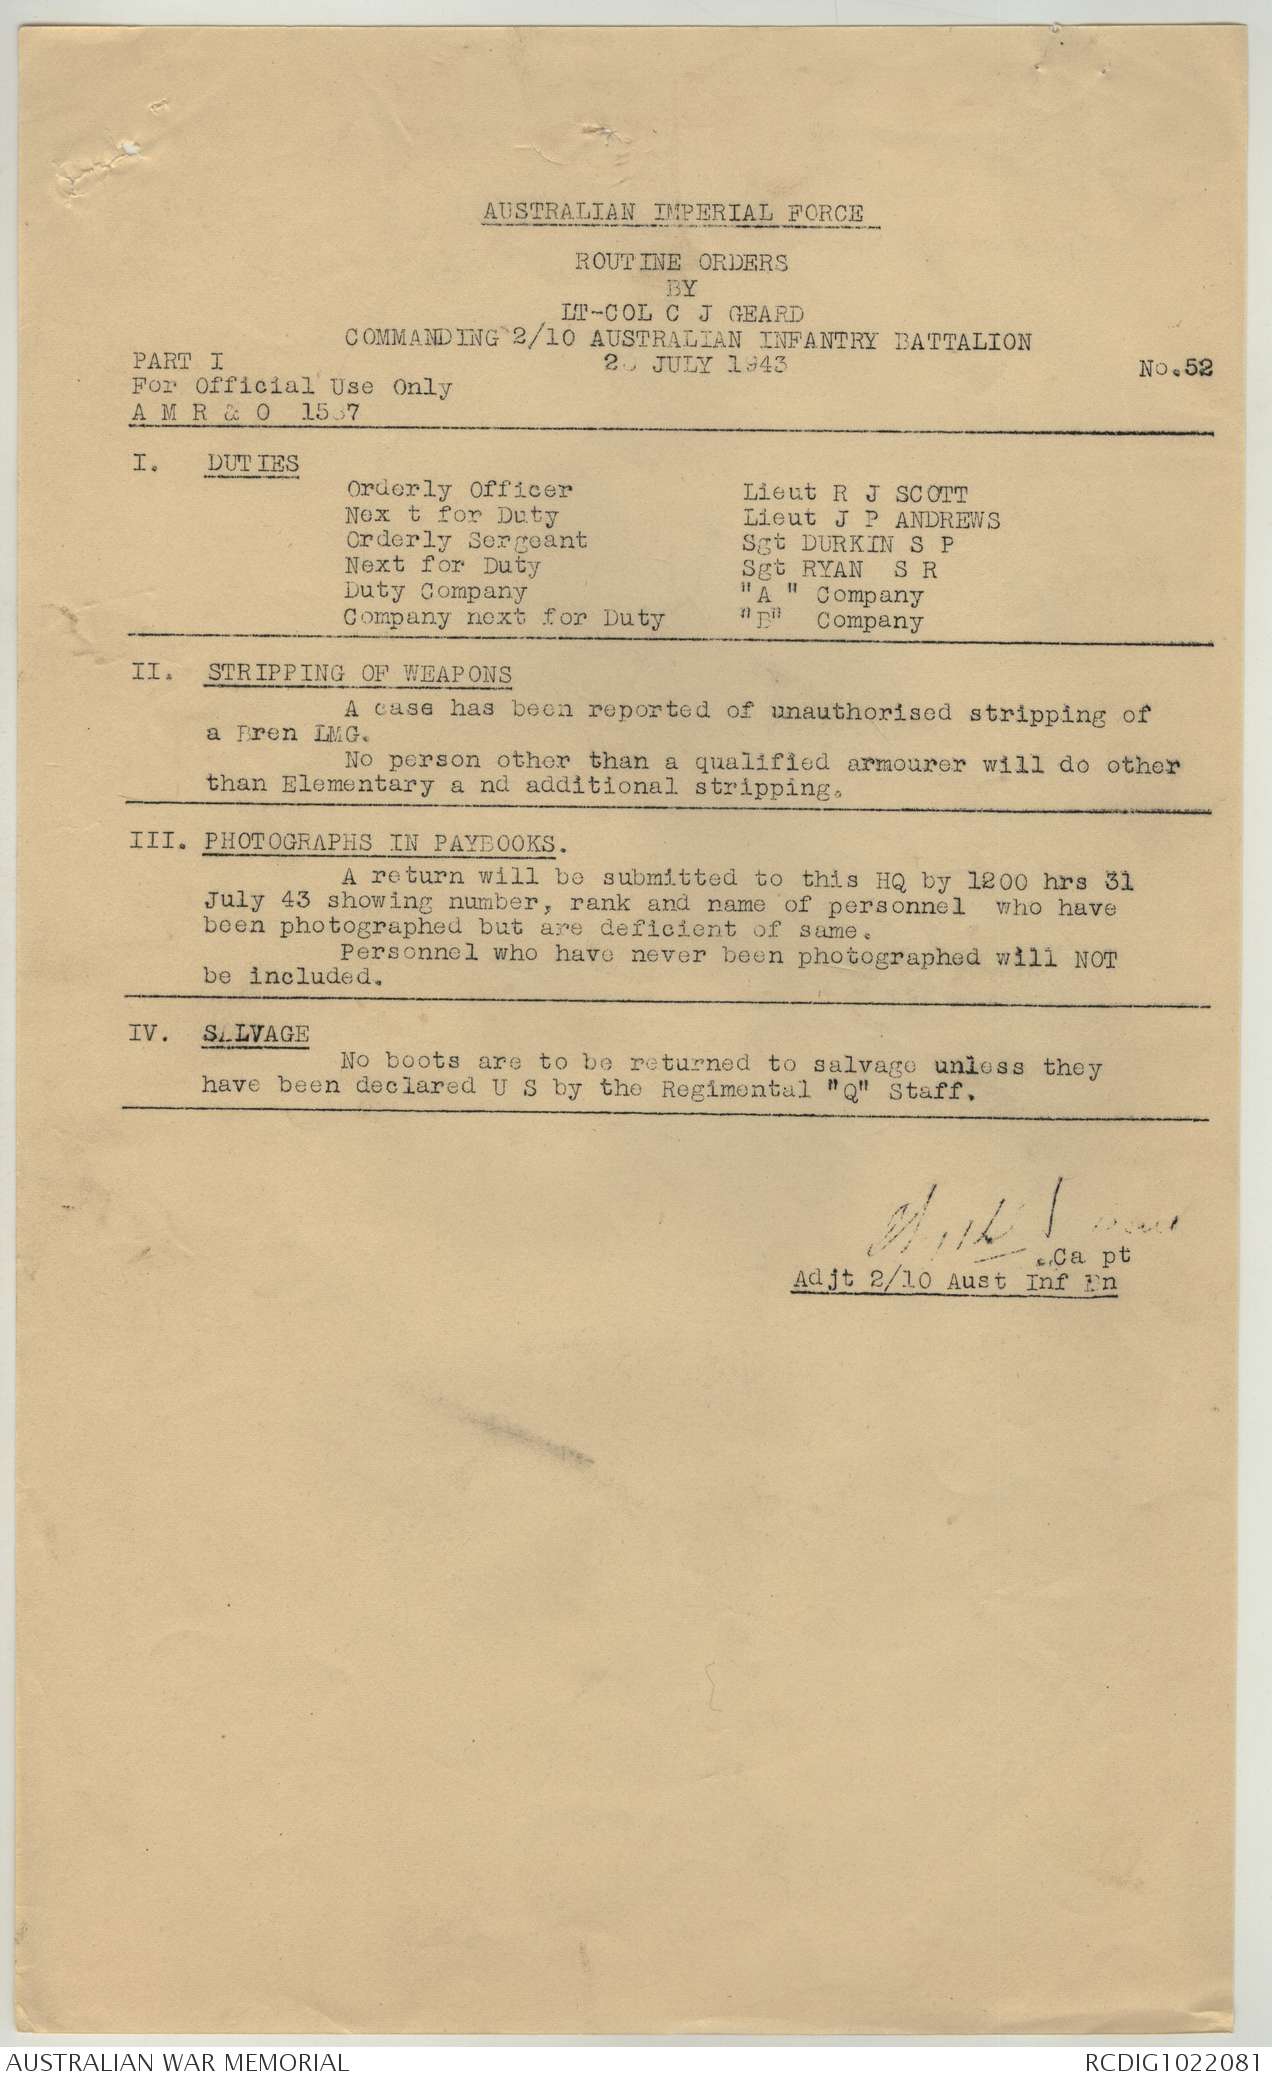 AUSTRALIAN IMPERIAL FORCE
ROUTINE ORDERS
BY
LT-COL C J GEARD
COMMANDING 2/10 AUSTRALIAN INFANTRY BATTALION
PART I
JULY 1943
No.52
For Official Use Only
A M R & O
I. DUTIES
Orderly Officer Lieut R J SCOTT
Nex t for Duty Lieut J P ANDREWS
Orderly Sergeant Sgt DURKIN S P
Next for Duty Sgt RYAN S R
Duty Company "A " Company
Company next for Duty "B" Company
II. STRIPPING OF WEAPONS
A case has been reported of unauthorised stripping of
a Bren LMG.
No person other than a qualified armourer will do other
than Elementary a nd additional stripping.
III. PHOTOGRAPHS IN PAYBOOKS.
A return will be submitted to this HQ by 1200 hrs 31
July 43 showing number, rank and name of personnel who have
been photographed but are deficient of same.
Personnel who have never been photographed will NOT
be included.
IV. SALVAGE
No boots are to be returned to salvage unless they
have been declared U S by the Regimental "Q" Staff.
Ca pt
Adjt 2/10 Aust Inf Bn
AUSTRALIAN WAR MEMORIAL
RCDIG1022081